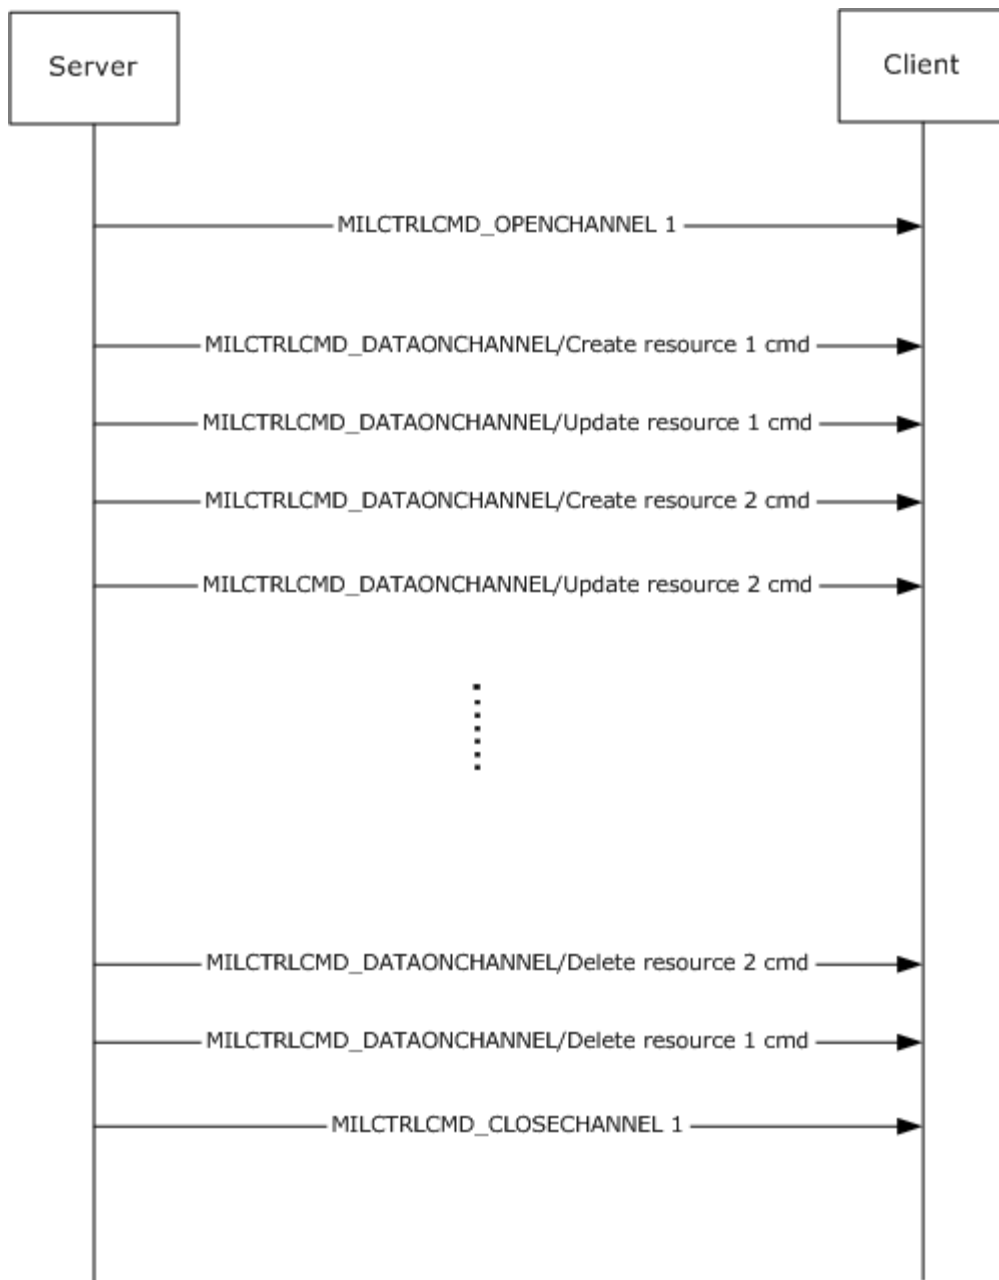 Server
Client
MILCTRLCMD_OPENCHANNEL 1
MILCTRLCMD_DATAONCHANNEL/Create resource 1 cmd
MILCTRLCMD_DATAONCHANNEL/Update resource 1 cmd
MILCTRLCMD_DATAONCHANNEL/Create resource 2 cmd
MILCTRLCMD_DATAONCHANNEL/Update resource 2 cmd
MILCTRLCMD_DATAONCHANNEL/Delete resource 2 cmd
MILCTRLCMD_DATAONCHANNEL/Delete resource 1 cmd
MILCTRLCMD_CLOSECHANNEL 1